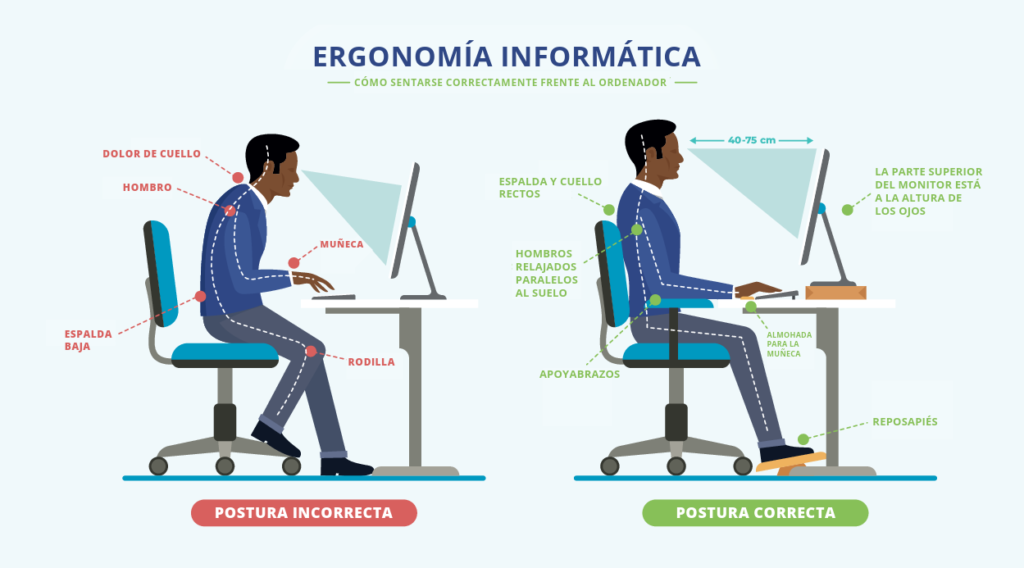 ERGONOMÍA INFORMÁTICA
CÓMO SENTARSE CORRECTAMENTE FRENTE AL ORDENADOR
DOLOR DE CUELLO
HOMBRO
MUÑECA
ESPALDA
BAJA
RODILLA
POSTURA INCORRECTA
40-75 cm
ESPALDA Y CUELLO
RECTOS
LA PARTE SUPERIOR
DEL MONITOR ESTÁ
A LA ALTURA DE
LOS OJOS
HOMBROS
RELAJADOS
PARALELOS
AL SUELO
ALMOHADA
PARA LA
MUÑECA
APOYABRAZOS
REPOSAPIÉS
POSTURA CORRECTA